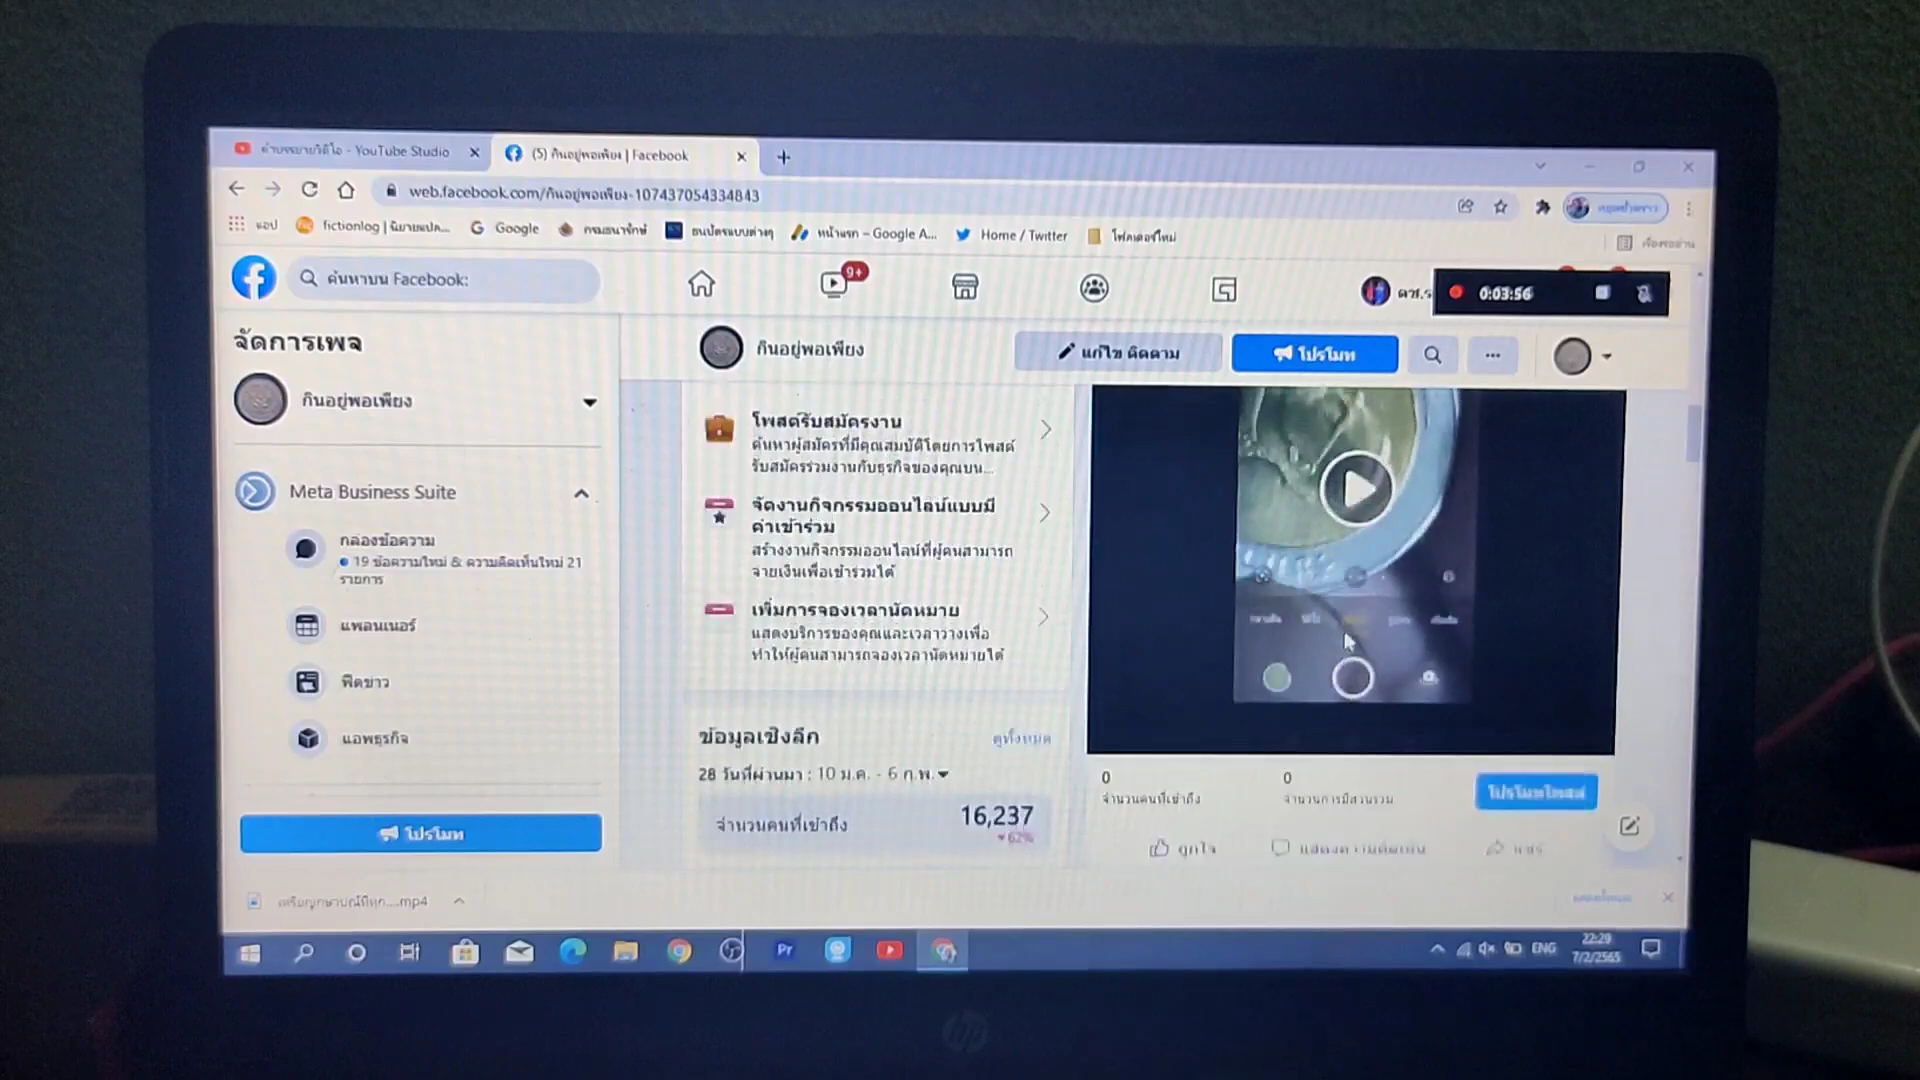 คำบรรยายวิดีโอ - YouTube Studio
(5) กินอยู่พอเพียง | Facebook
web.facebook.com/กินอยู่พอเพียง-107437054334843
แอป
fictionlog | นิยายแปล...
Google
กรมธนารักษ์
ธนบัตรแบบต่างๆ
หน้าแรก – Google A...
Home / Twitter
โฟลเดอร์ใหม่
ค้นหาบน Facebook:
9+
0:03:56
จัดการเพจ
กินอยู่พอเพียง
Meta Business Suite
กล่องข้อความ
19 ข้อความใหม่ & ความคิดเห็นใหม่ 21
รายการ
แพลนเนอร์
ฟีดข่าว
แอพธุรกิจ
โปรโมท
กินอยู่พอเพียง
แก้ไข ติดตาม
โปรโมท
โพสต์รับสมัครงาน
ค้นหาผู้สมัครที่มีคุณสมบัติโดยการโพสต์
รับสมัครร่วมงานกับธุรกิจของคุณบน...
จัดงานกิจกรรมออนไลน์แบบมี
ค่าเข้าร่วม
สร้างงานกิจกรรมออนไลน์ที่ผู้คนสามารถ
จ่ายเงินเพื่อเข้าร่วมได้
เพิ่มการจองเวลานัดหมาย
แสดงบริการของคุณและเวลาว่างเพื่อ
ทำให้ผู้คนสามารถจองเวลานัดหมายได้
ข้อมูลเชิงลึก
ดูทั้งหมด
28 วันที่ผ่านมา : 10 ม.ค. - 6 ก.พ.
จำนวนคนที่เข้าถึง
16,237
62%
0
จำนวนคนที่เข้าถึง
0
จำนวนการมีส่วนร่วม
โปรโมทโพสต์
ถูกใจ
แสดงความคิดเห็น
แชร์
.mp4
Pr
ENG
22:29
7/2/2565
hp